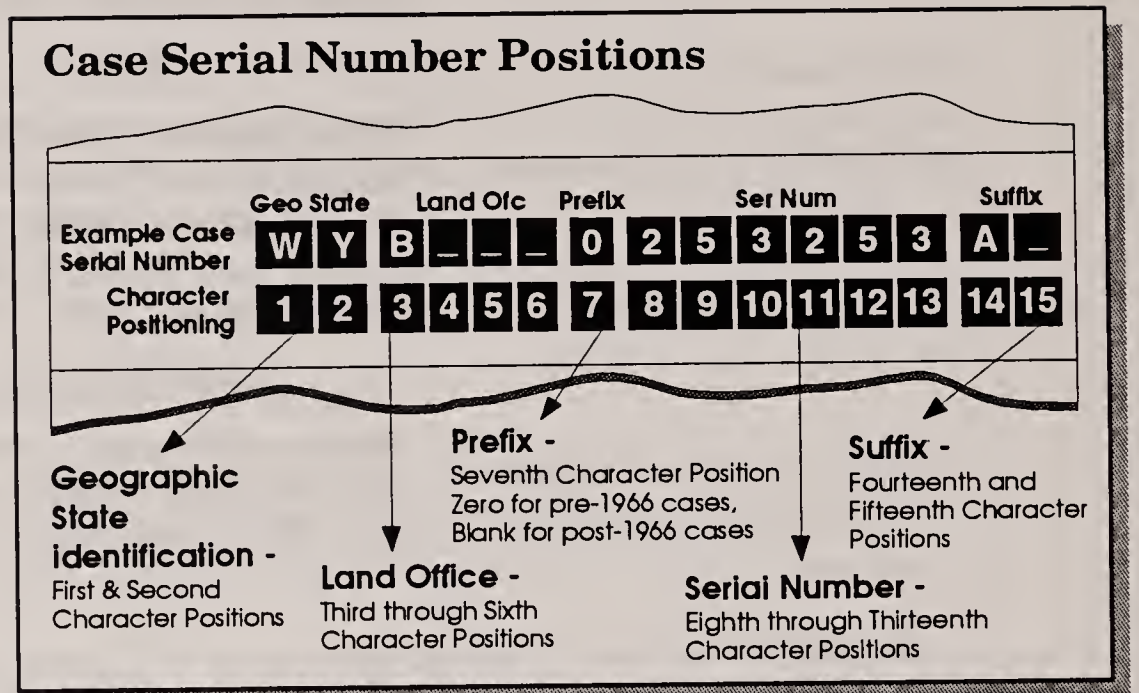 Case Serial Number Positions
Geo State Land Ofc Prefix Ser Num Suffix
Example Case
Serial Number
W Y B _ _ _ 0 2 5 3 2 5 3 A _
Character
Positioning
1 2 3 4 5 6 7 8 9 10 11 12 13 14 15
Geographic
State
identification -
First & Second
Character Positions
Land Office -
Third through Sixth
Character Positions
Prefix -
Seventh Character Position
Zero for pre-1966 cases,
Blank for post-1966 cases
Serial Number -
Eighth through Thirteenth
Character Positions
Suffix -
Fourteenth and
Fifteenth Character
Positions